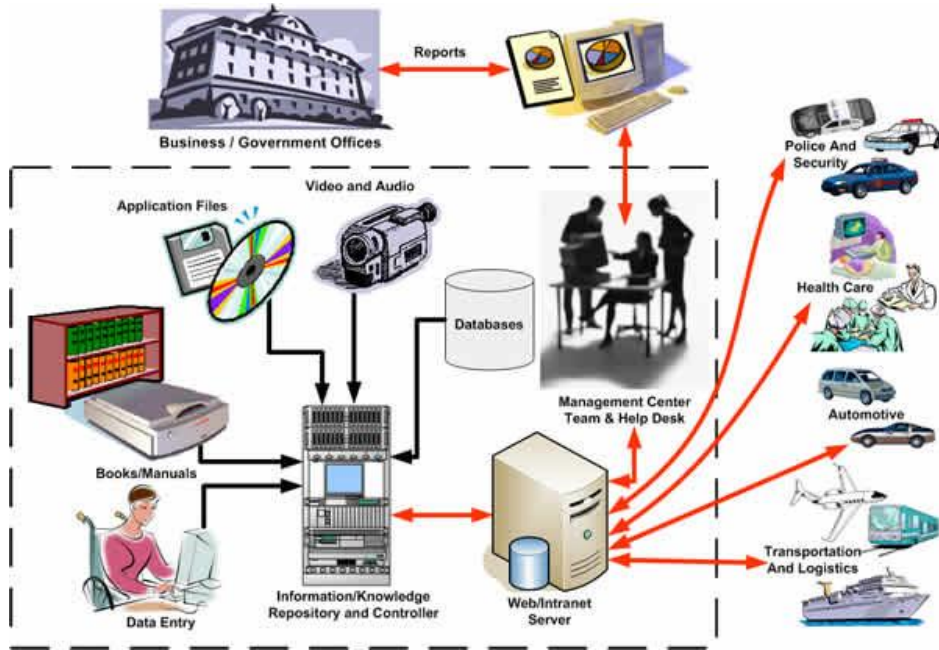 Reports
Business / Government Offices
Police And
Security
Video and Audio
Application Files
Health Care
Databases
Management Center
Team & Help Desk
Automotive
Books/Manuals
Transportation
And Logistics
Information/Knowledge
Repository and Controller
Web/Intranet
Server
Data Entry